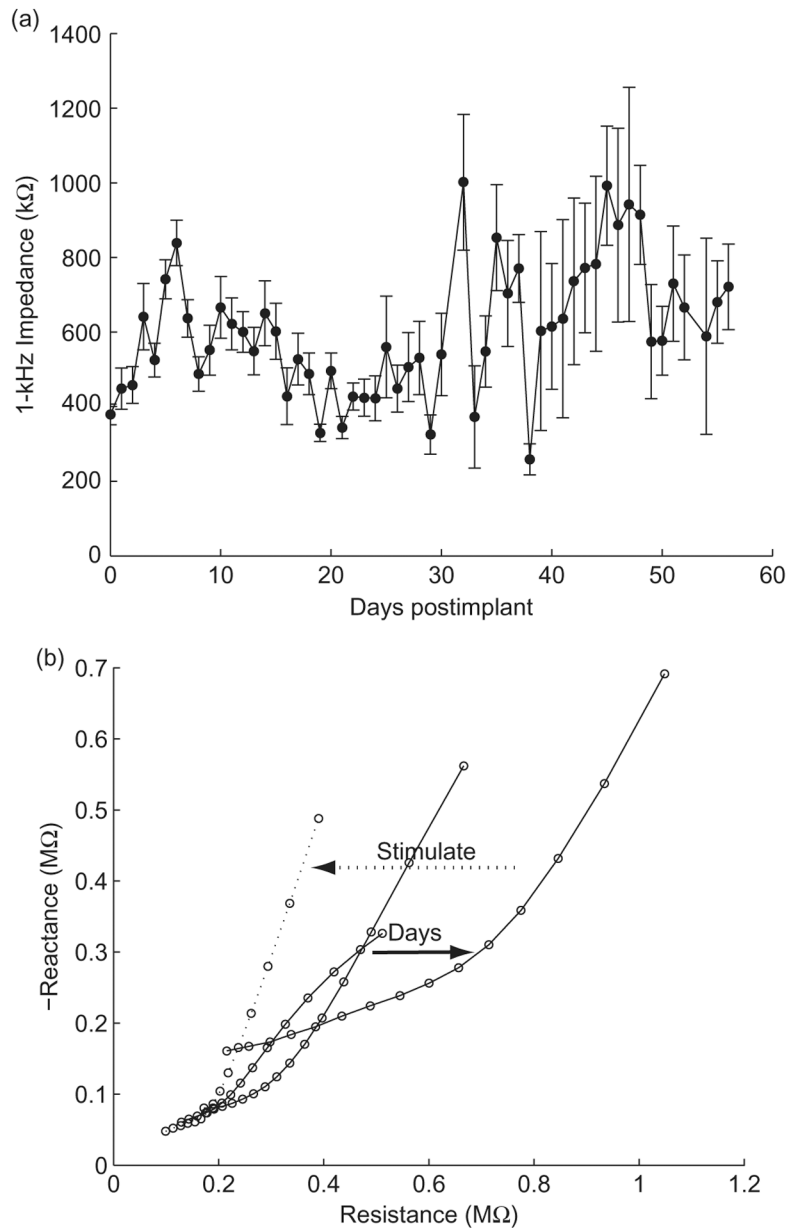 (a)
1400
1200
1000
800
600
400
200
0
1-kHz Impedance (kΩ)
0 10 20 30 40 50 60
Days postimplant
(b)
0.7
0.6
0.5
0.4
0.3
0.2
0.1
0
−Reactance (MΩ)
Stimulate
Days
0 0.2 0.4 0.6 0.8 1 1.2
Resistance (MΩ)